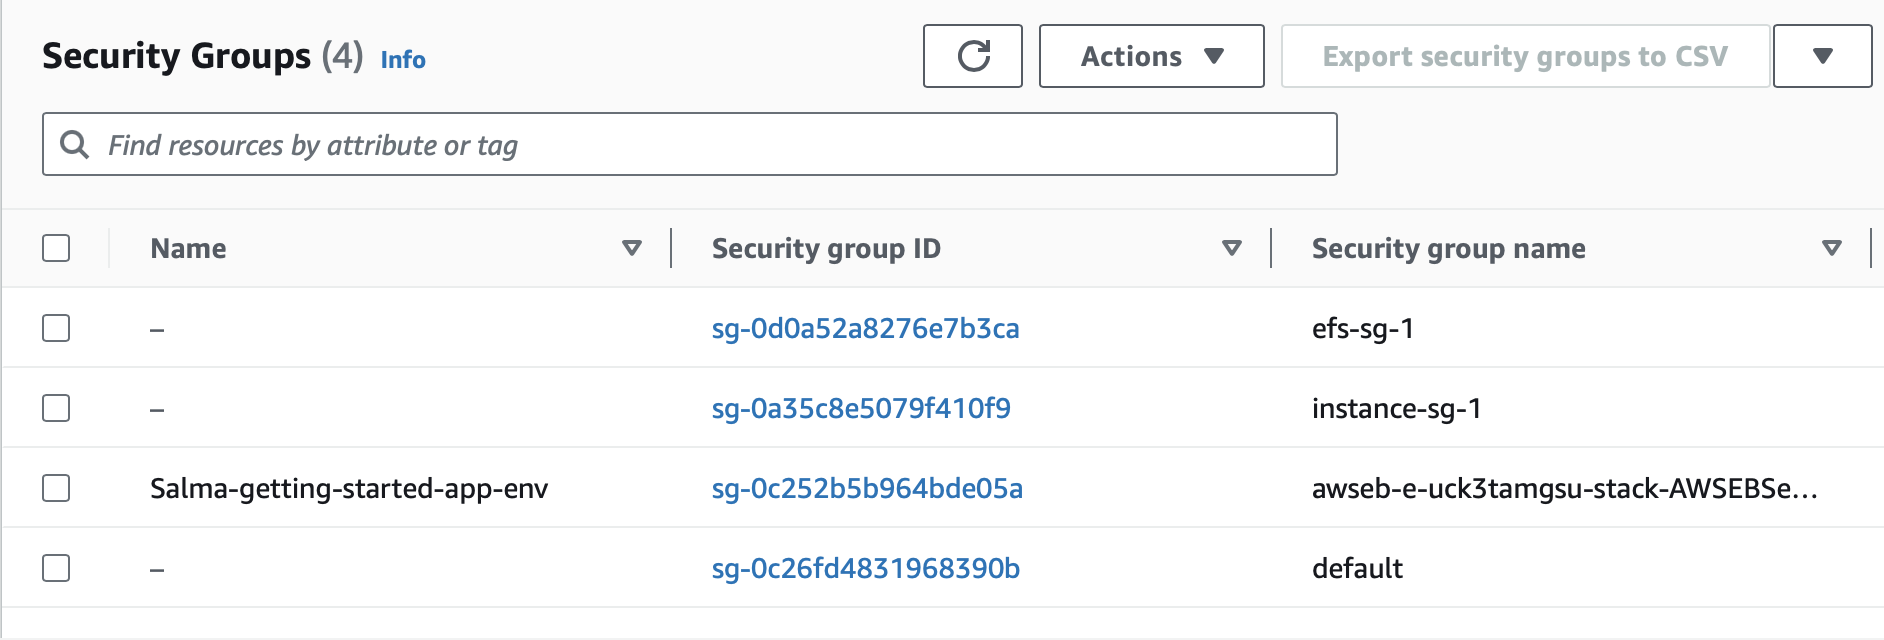 Security Groups (4) Info
Actions
Export security groups to CSV
Find resources by attribute or tag
Name Security group ID Security group name
– sg-0d0a52a8276e7b3ca efs-sg-1
– sg-0a35c8e5079f410f9 instance-sg-1
Salma-getting-started-app-env sg-0c252b5b964bde05a awseb-e-uck3tamgsu-stack-AWSEBSe...
– sg-0c26fd4831968390b default